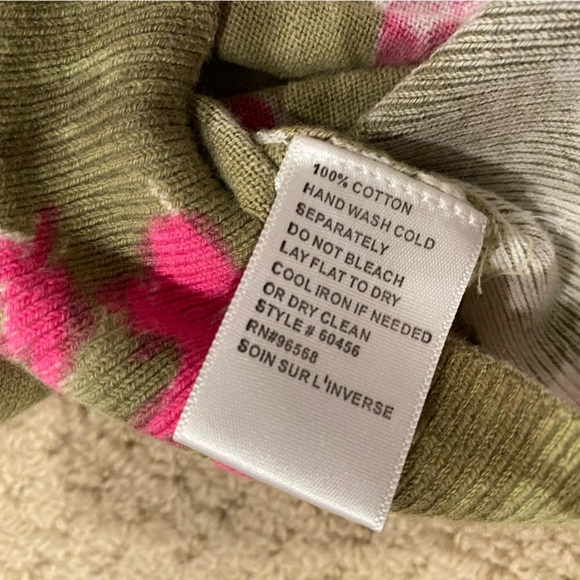 100% COTTON
HAND WASH COLD
SEPARATELY
DO NOT BLEACH
LAY FLAT TO DRY
COOL IRON IF NEEDED
OR DRY CLEAN
STYLE # 60456
RN#96568
SOIN SUR L'INVERSE